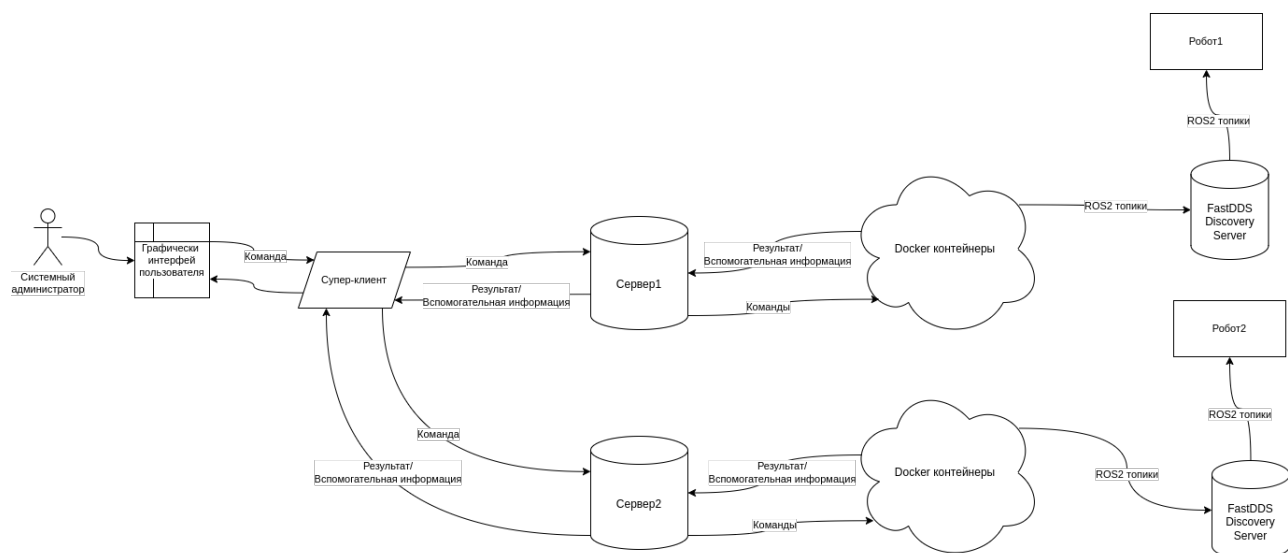 Робот1
ROS2 топики
FastDDS
Discovery
Server
ROS2 топики
Системный
администратор
Графически
интерфей
пользователя
Команда
Супер-клиент
Команда
Результат/
Вспомогательная информация
Сервер1
Результат/
Вспомогательная информация
Команды
Docker контейнеры
Робот2
ROS2 топики
Команда
Результат/
Вспомогательная информация
Сервер2
Результат/
Вспомогательная информация
Команды
Docker контейнеры
ROS2 топики
FastDDS
Discovery
Server